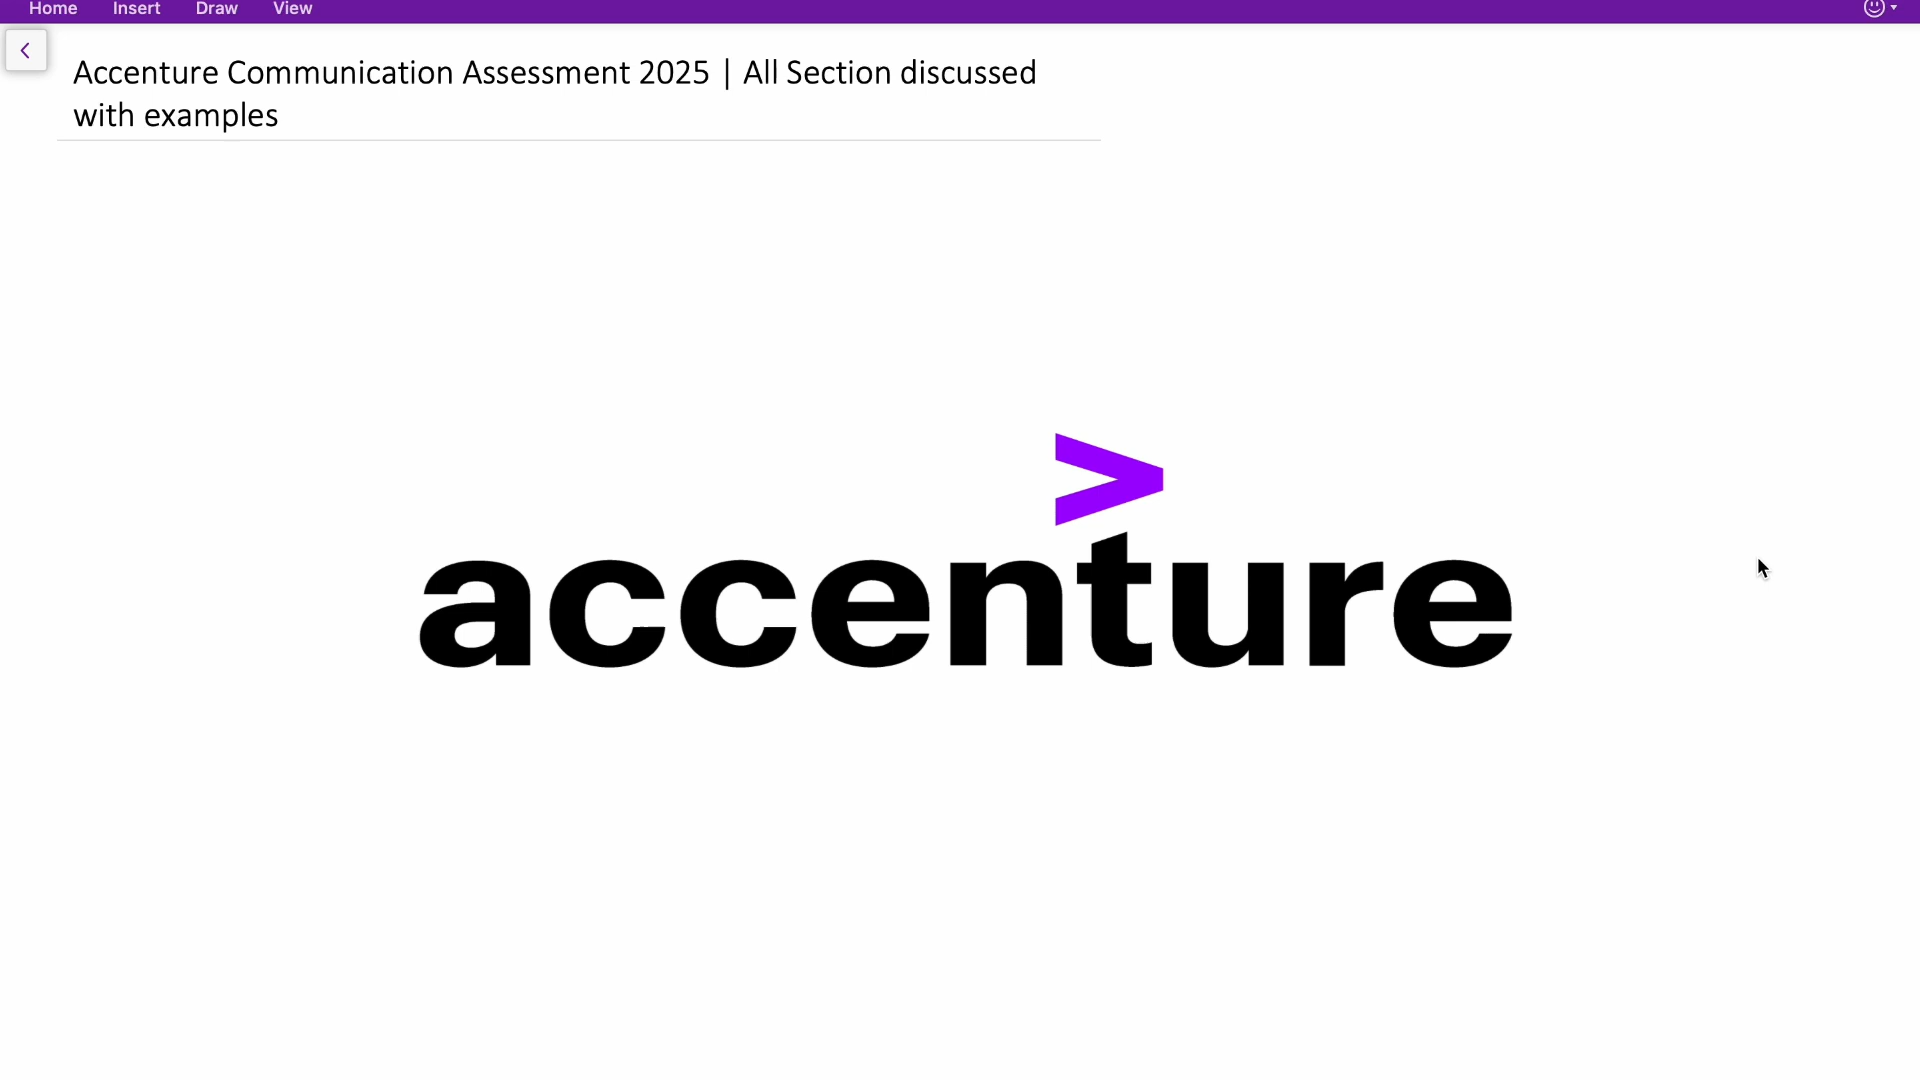 Home Insert Draw View
Accenture Communication Assessment 2025 | All Section discussed
with examples
>
accenture